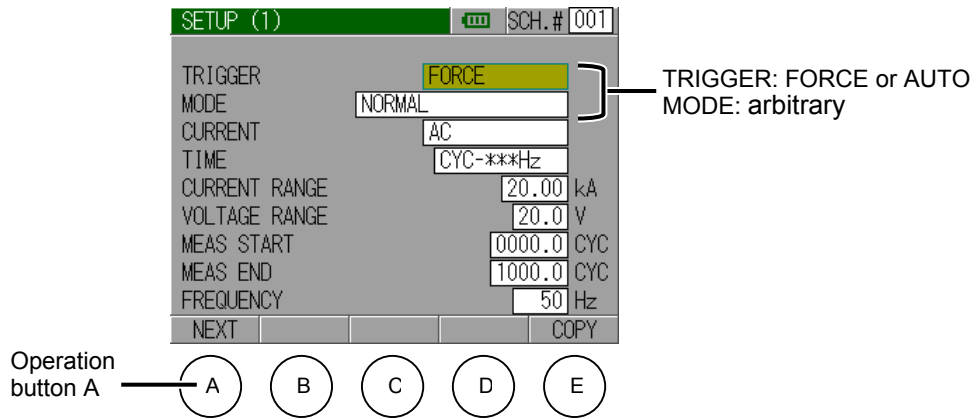 SETUP (1) SCH.# 001
TRIGGER FORCE
MODE NORMAL
CURRENT AC
TIME CYC-***Hz
CURRENT RANGE 20.00 kA
VOLTAGE RANGE 20.0 V
MEAS START 0000.0 CYC
MEAS END 1000.0 CYC
FREQUENCY 50 Hz
NEXT COPY
TRIGGER: FORCE or AUTO
MODE: arbitrary
Operation
button A
A B C D E